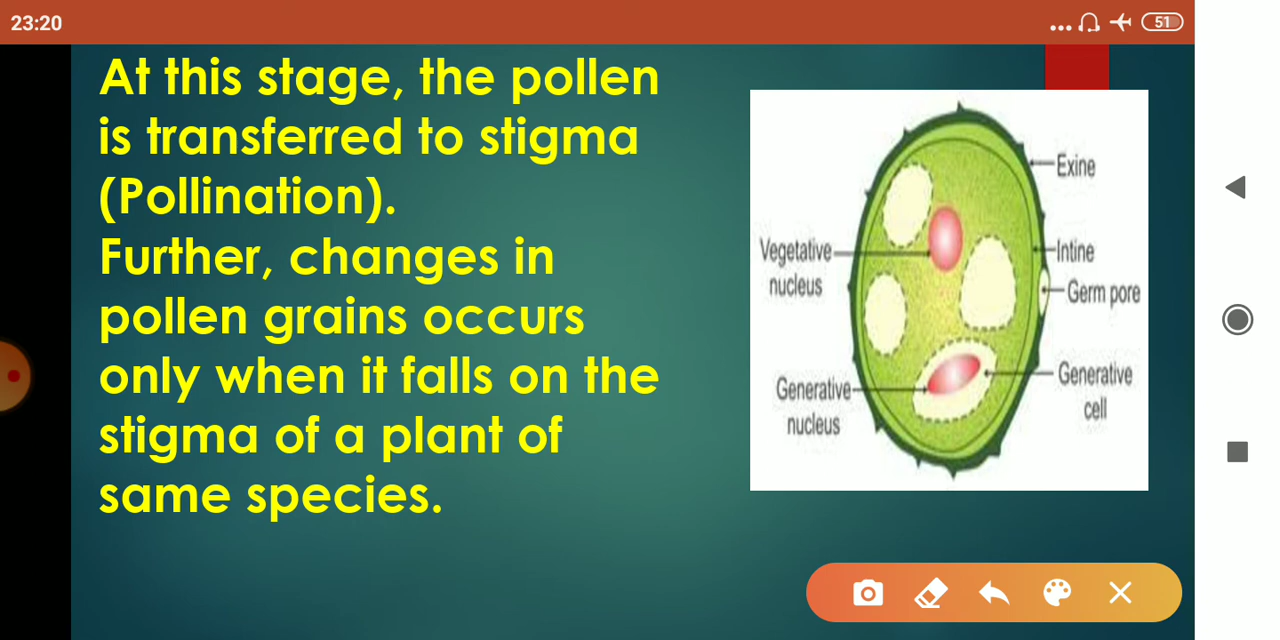 23:20
51
At this stage, the pollen
is transferred to stigma
(Pollination).
Further, changes in
pollen grains occurs
only when it falls on the
stigma of a plant of
same species.
Exine
Vegetative
nucleus
Intine
Germ pore
Generative
nucleus
Generative
cell